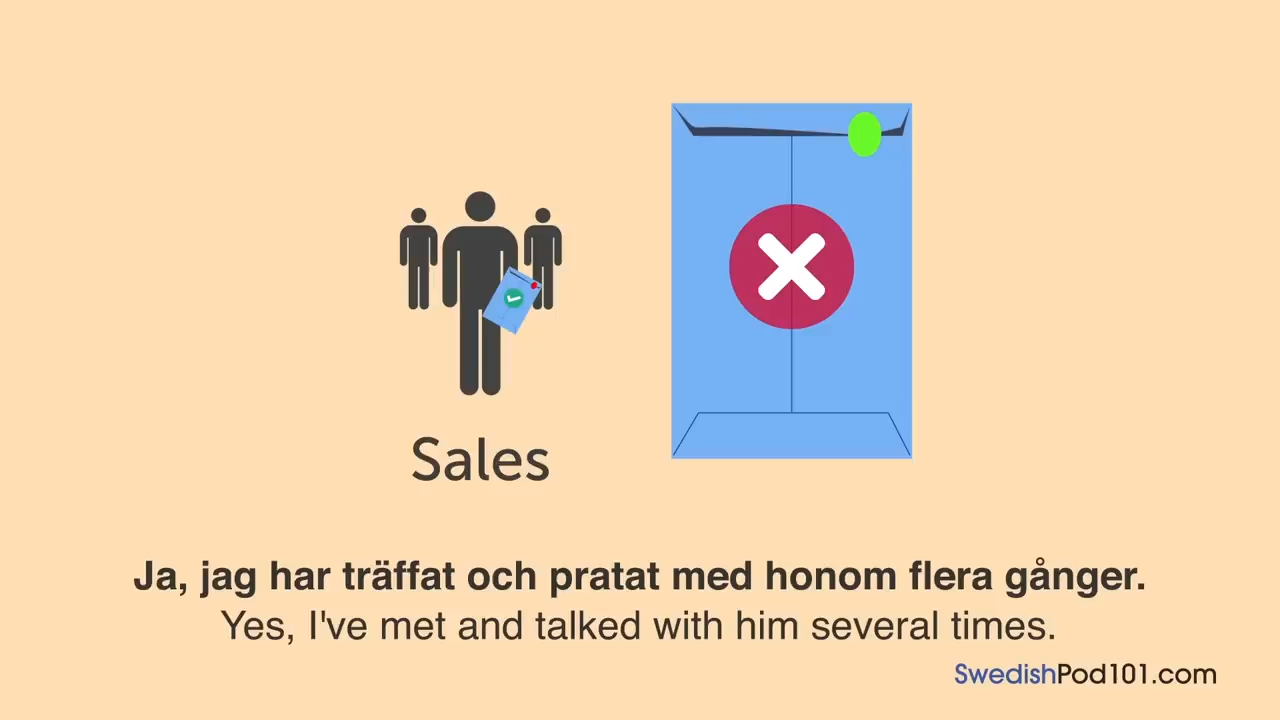 Sales
Ja, jag har träffat och pratat med honom flera gånger.
Yes, I've met and talked with him several times.
SwedishPod101.com